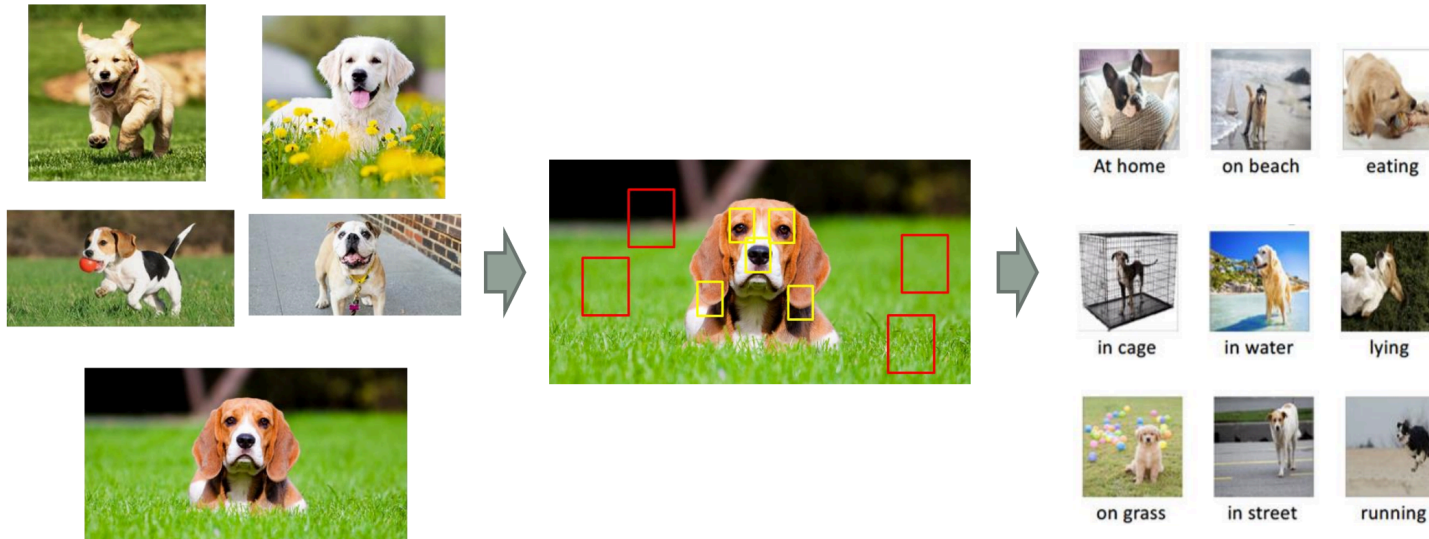 At home
on beach
eating
in cage
in water
lying
on grass
in street
running